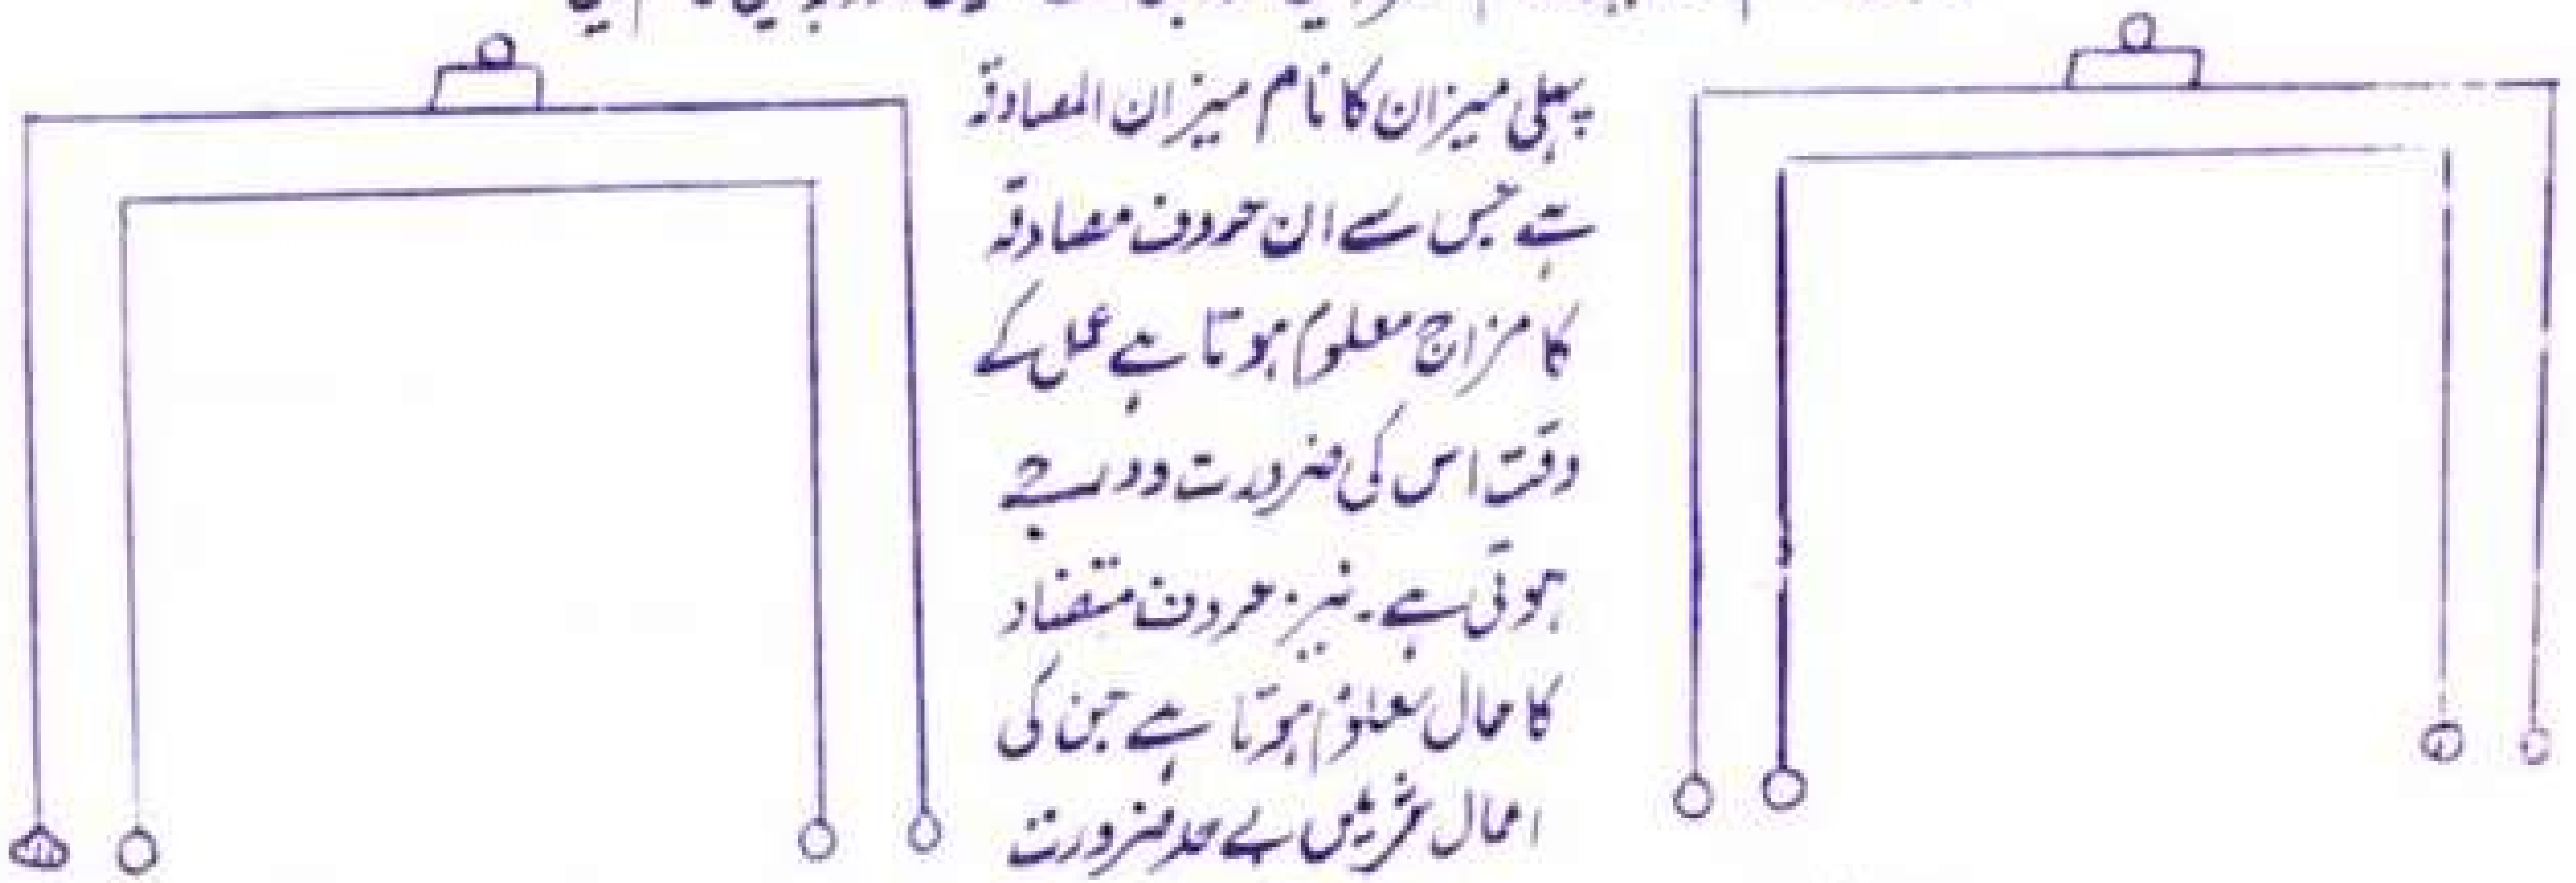 پہلی میزان کا نام میزان المصادقہ
ہے جس سے ان حروف مصادقہ
کا مزاج معلوم ہوتا ہے عمل کے
وقت اس کی ضرورت
ہوتی ہے۔ نیز حروف متضاد
کا حال معلوم ہوتا ہے جن کی
اعمال شر میں بے حد ضرورت